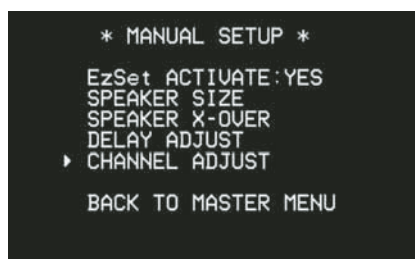 * MANUAL SETUP *
EzSet ACTIVATE:YES
SPEAKER SIZE
SPEAKER X-OVER
DELAY ADJUST
CHANNEL ADJUST
BACK TO MASTER MENU